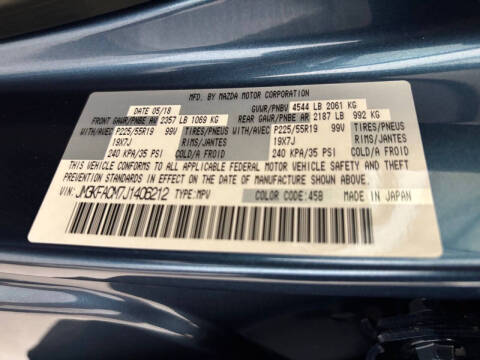 MFD. BY MAZDA MOTOR CORPORATION
DATE 05/18 GVWR/PNBV 4544 LB 2061 KG
FRONT GAWR/PNBE AV 2357 LB 1069 KG REAR GAWR/PNBE AR 2187 LB 992 KG
WITH/AVEC P225/55R19 99V WITH/AVEC P225/55R19 99V
TIRES/PNEUS TIRES/PNEUS
19X7J RIMS/JANTES 19X7J RIMS/JANTES
240 KPA/35 PSI COLD/A FROID 240 KPA/35 PSI COLD/A FROID
THIS VEHICLE CONFORMS TO ALL APPLICABLE FEDERAL MOTOR VEHICLE SAFETY AND
THEFT PREVENTION STANDARDS IN EFFECT ON THE DATE OF MANUFACTURE SHOWN ABOVE.
VIN: JM3KFACM7J1406212 TYPE: MPV COLOR CODE: 45B MADE IN JAPAN